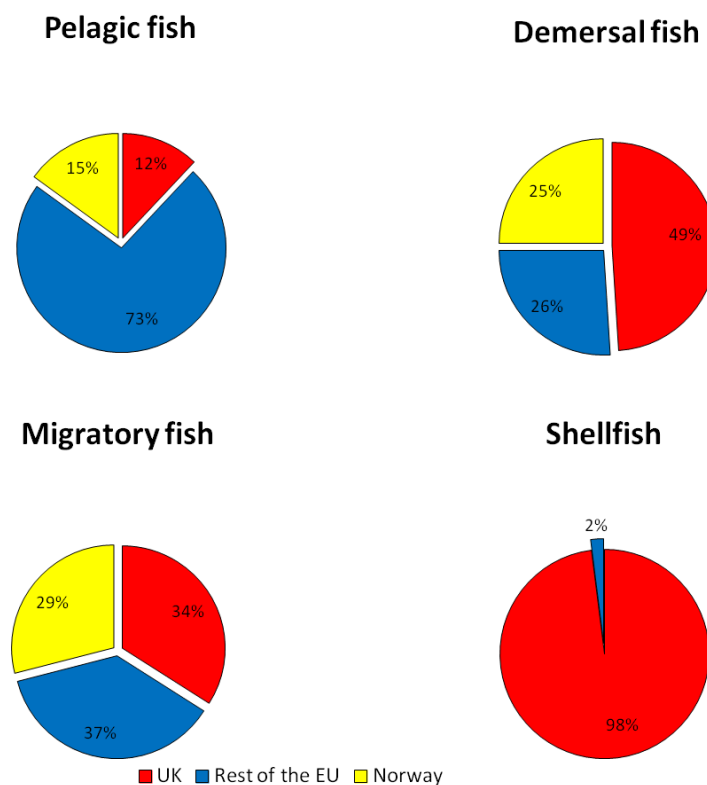 Pelagic fish
15%
12%
73%
Demersal fish
25%
49%
26%
Migratory fish
29%
34%
37%
Shellfish
2%
98%
UK Rest of the EU Norway